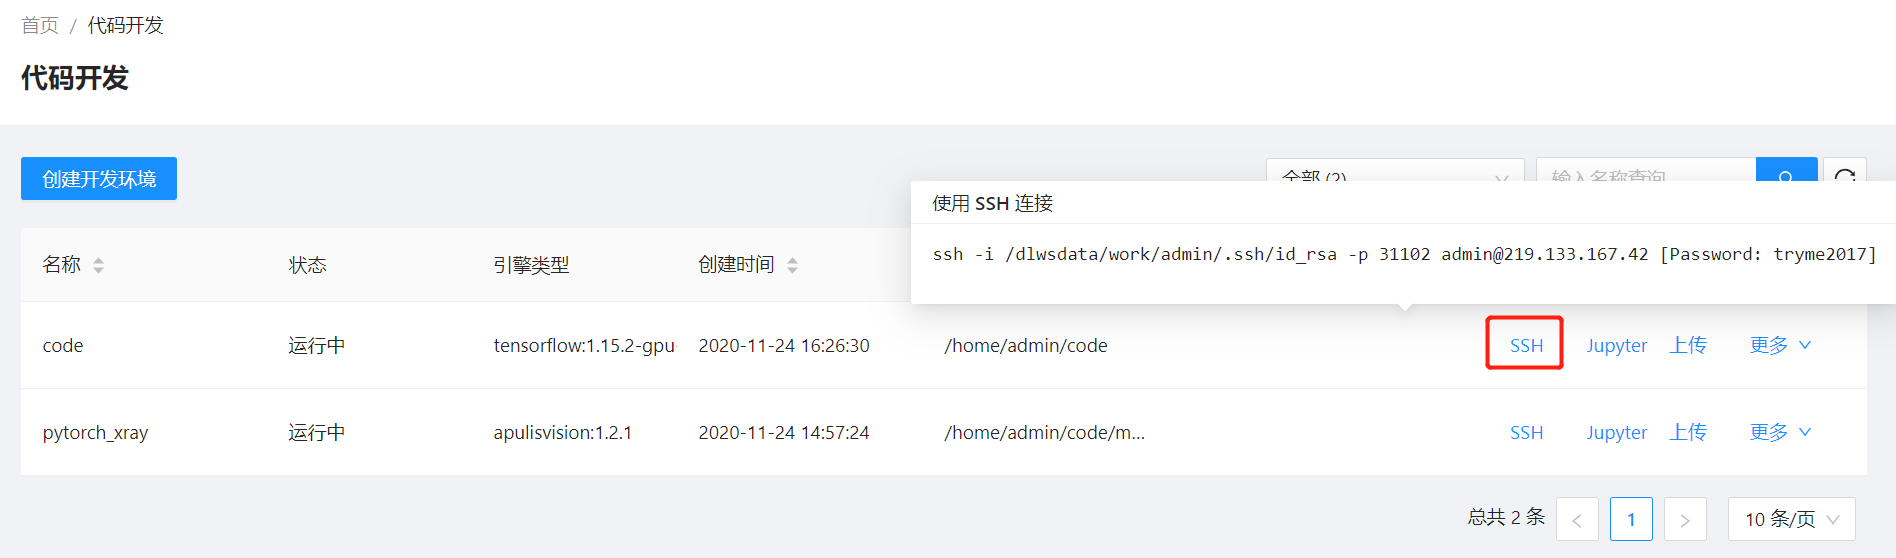 首页 / 代码开发
代码开发
创建开发环境
全部 (2)
输入名称查询
使用 SSH 连接
ssh -i /dlwsdata/work/admin/.ssh/id_rsa -p 31102 admin@219.133.167.42 [Password: tryme2017]
名称 状态 引擎类型 创建时间
code 运行中 tensorflow:1.15.2-gpu- 2020-11-24 16:26:30 /home/admin/code SSH Jupyter 上传 更多
pytorch_xray 运行中 apulisvision:1.2.1 2020-11-24 14:57:24 /home/admin/code/m... SSH Jupyter 上传 更多
总共 2 条 < 1 > 10 条/页